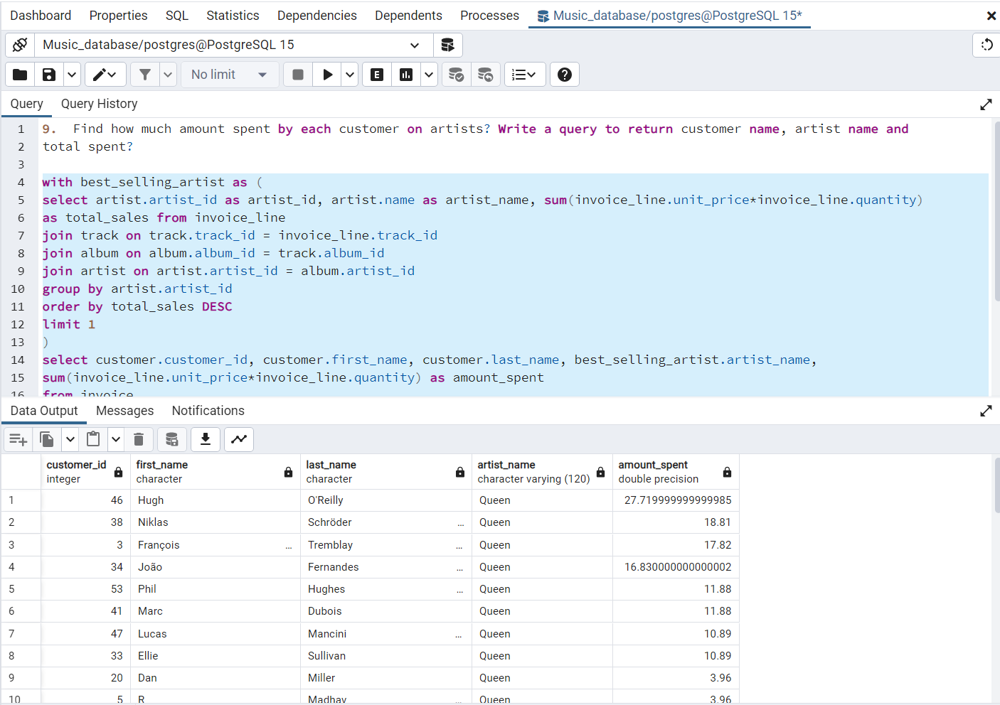 Dashboard Properties SQL Statistics Dependencies Dependents Processes Music_database/postgres@PostgreSQL 15*
Music_database/postgres@PostgreSQL 15
No limit
E
Query Query History
1 9. Find how much amount spent by each customer on artists? Write a query to return customer name, artist name and
2 total spent?
3
4 with best_selling_artist as (
5 select artist.artist_id as artist_id, artist.name as artist_name, sum(invoice_line.unit_price*invoice_line.quantity)
6 as total_sales from invoice_line
7 join track on track.track_id = invoice_line.track_id
8 join album on album.album_id = track.album_id
9 join artist on artist.artist_id = album.artist_id
10 group by artist.artist_id
11 order by total_sales DESC
12 limit 1
13 )
14 select customer.customer_id, customer.first_name, customer.last_name, best_selling_artist.artist_name,
15 sum(invoice_line.unit_price*invoice_line.quantity) as amount_spent
16 from invoice
Data Output Messages Notifications
customer_id first_name last_name artist_name amount_spent
integer character character character varying (120) double precision
1 46 Hugh O'Reilly Queen 27.719999999999985
2 38 Niklas Schröder ... Queen 18.81
3 3 François ... Tremblay ... Queen 17.82
4 34 João Fernandes ... Queen 16.830000000000002
5 53 Phil Hughes ... Queen 11.88
6 41 Marc Dubois Queen 11.88
7 47 Lucas Mancini ... Queen 10.89
8 33 Ellie Sullivan Queen 10.89
9 20 Dan Miller Queen 3.96
10 5 R Madhav Queen 3.96